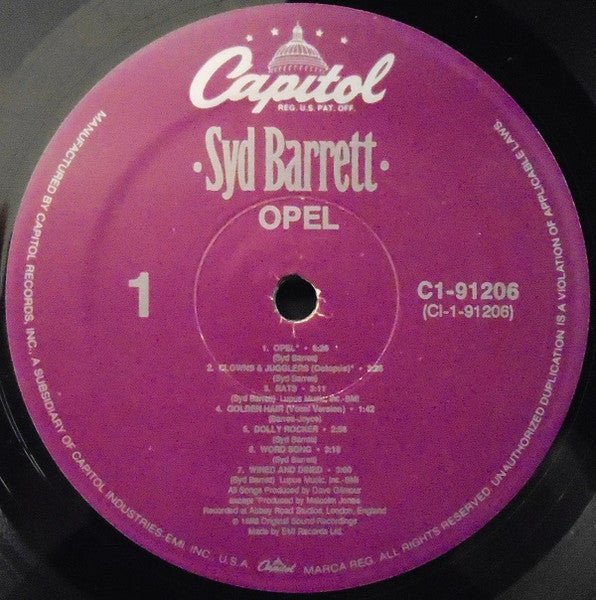 Capitol
REG. U.S. PAT. OFF.
·Syd Barrett·
OPEL
1
C1-91206
(CI-1-91206)
1. OPEL* • 6:26
(Syd Barrett)
2. CLOWNS & JUGGLERS (Octopus)* • 3:28
(Syd Barrett)
3. RATS • 3:11
(Syd Barrett) Lupus Music, Inc.-BMI
4. GOLDEN HAIR (Vocal Version) • 1:42
(Barrett-Joyce)
5. DOLLY ROCKER • 2:58
(Syd Barrett)
6. WORD SONG • 3:18
(Syd Barrett)
7. WINED AND DINED • 3:00
(Syd Barrett) Lupus Music, Inc.-BMI
All Songs Produced by Dave Gilmour
except *Produced by Malcolm Jones
Recorded at Abbey Road Studios, London, England
℗ 1988 Original Sound Recordings
Made by EMI Records Ltd.
MANUFACTURED BY CAPITOL RECORDS, INC., A SUBSIDIARY OF CAPITOL INDUSTRIES-EMI, INC. U.S.A. Capitol MARCA REG. ALL RIGHTS RESERVED. UNAUTHORIZED DUPLICATION IS A VIOLATION OF APPLICABLE LAWS.